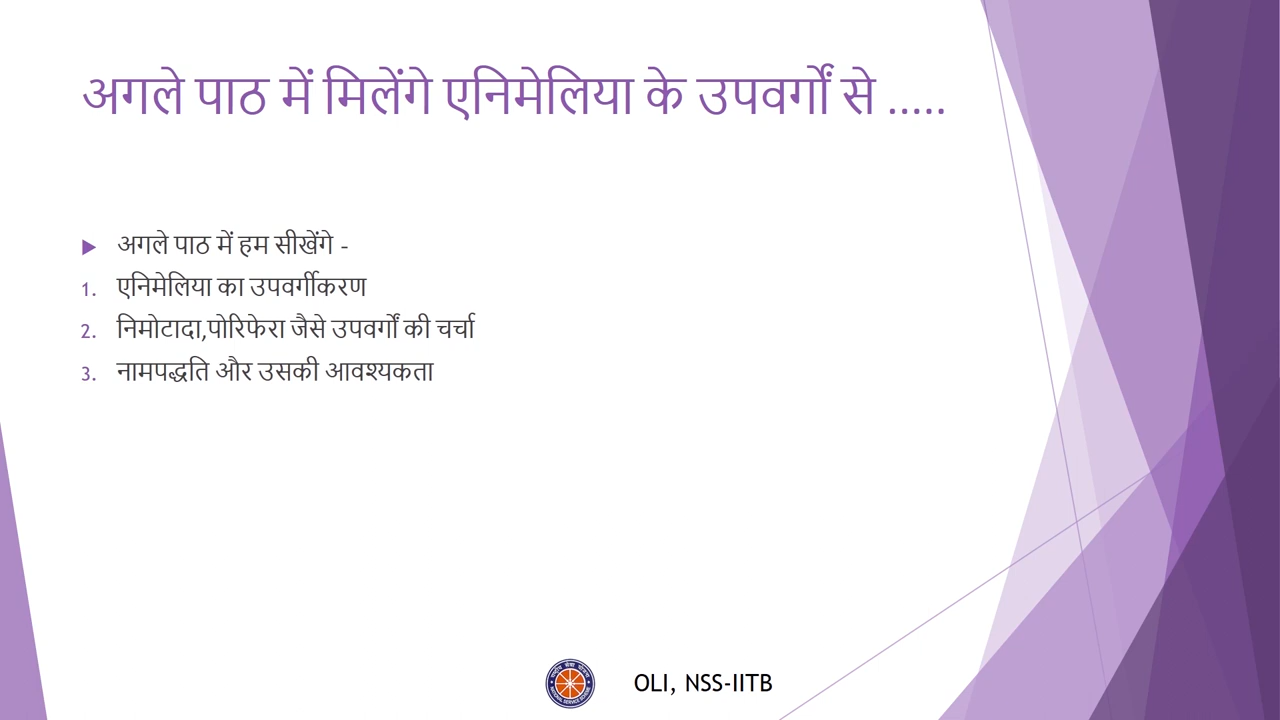 अगले पाठ में मिलेंगे एनिमेलिया के उपवर्गों से .....
▶ अगले पाठ में हम सीखेंगे -
1. एनिमेलिया का उपवर्गीकरण
2. निमोटादा,पोरिफेरा जैसे उपवर्गों की चर्चा
3. नामपद्धति और उसकी आवश्यकता
OLI, NSS-IITB